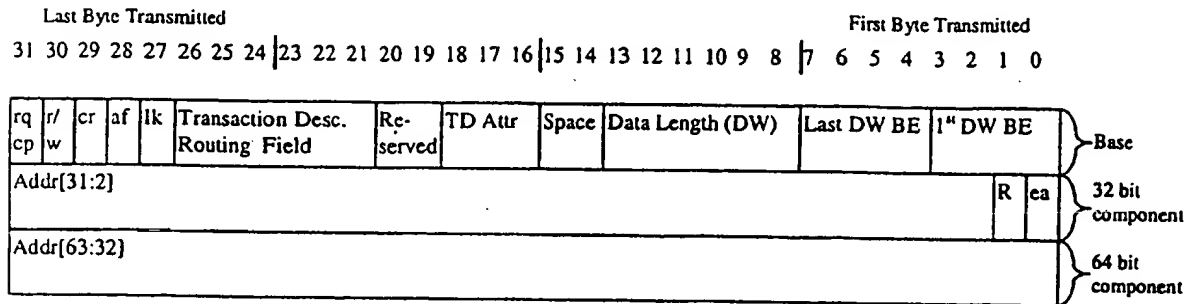 Last Byte Transmitted First Byte Transmitted
31 30 29 28 27 26 25 24 23 22 21 20 19 18 17 16 15 14 13 12 11 10 9 8 7 6 5 4 3 2 1 0
rq cp r/ w cr af lk Transaction Desc. Routing Field Re- served TD Attr Space Data Length (DW) Last DW BE 1st DW BE Base
Addr[31:2] R ea 32 bit component
Addr[63:32] 64 bit component